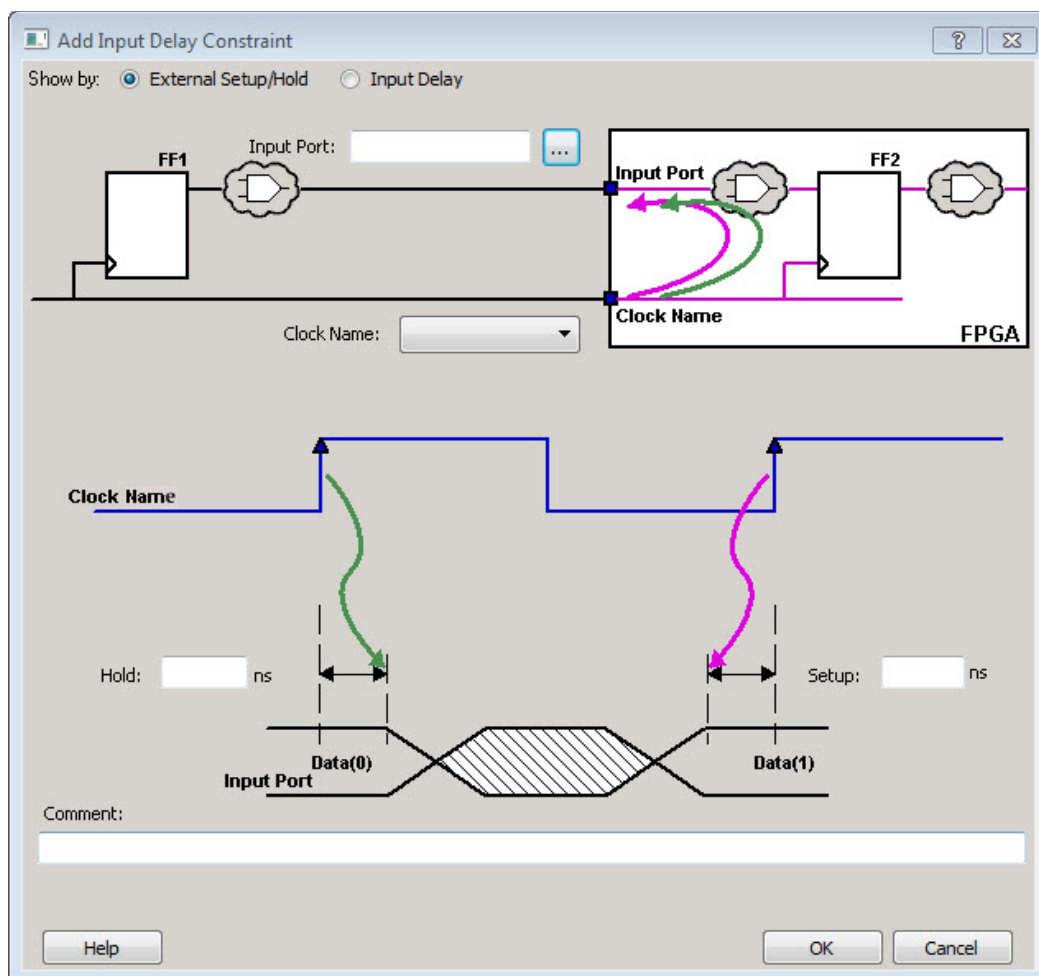 Add Input Delay Constraint
Show by: External Setup/Hold Input Delay
Input Port: ...
FF1
FF2
Input Port
Clock Name
Clock Name:
FPGA
Clock Name
Hold: ns
Setup: ns
Data(0)
Data(1)
Input Port
Comment:
Help OK Cancel